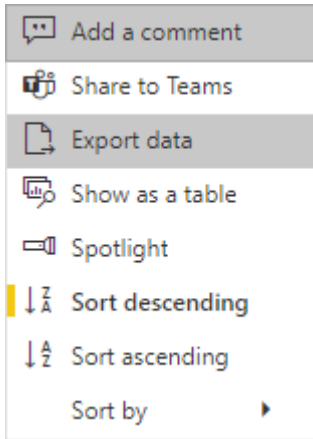 Add a comment
Share to Teams
Export data
Show as a table
Spotlight
Sort descending
Sort ascending
Sort by